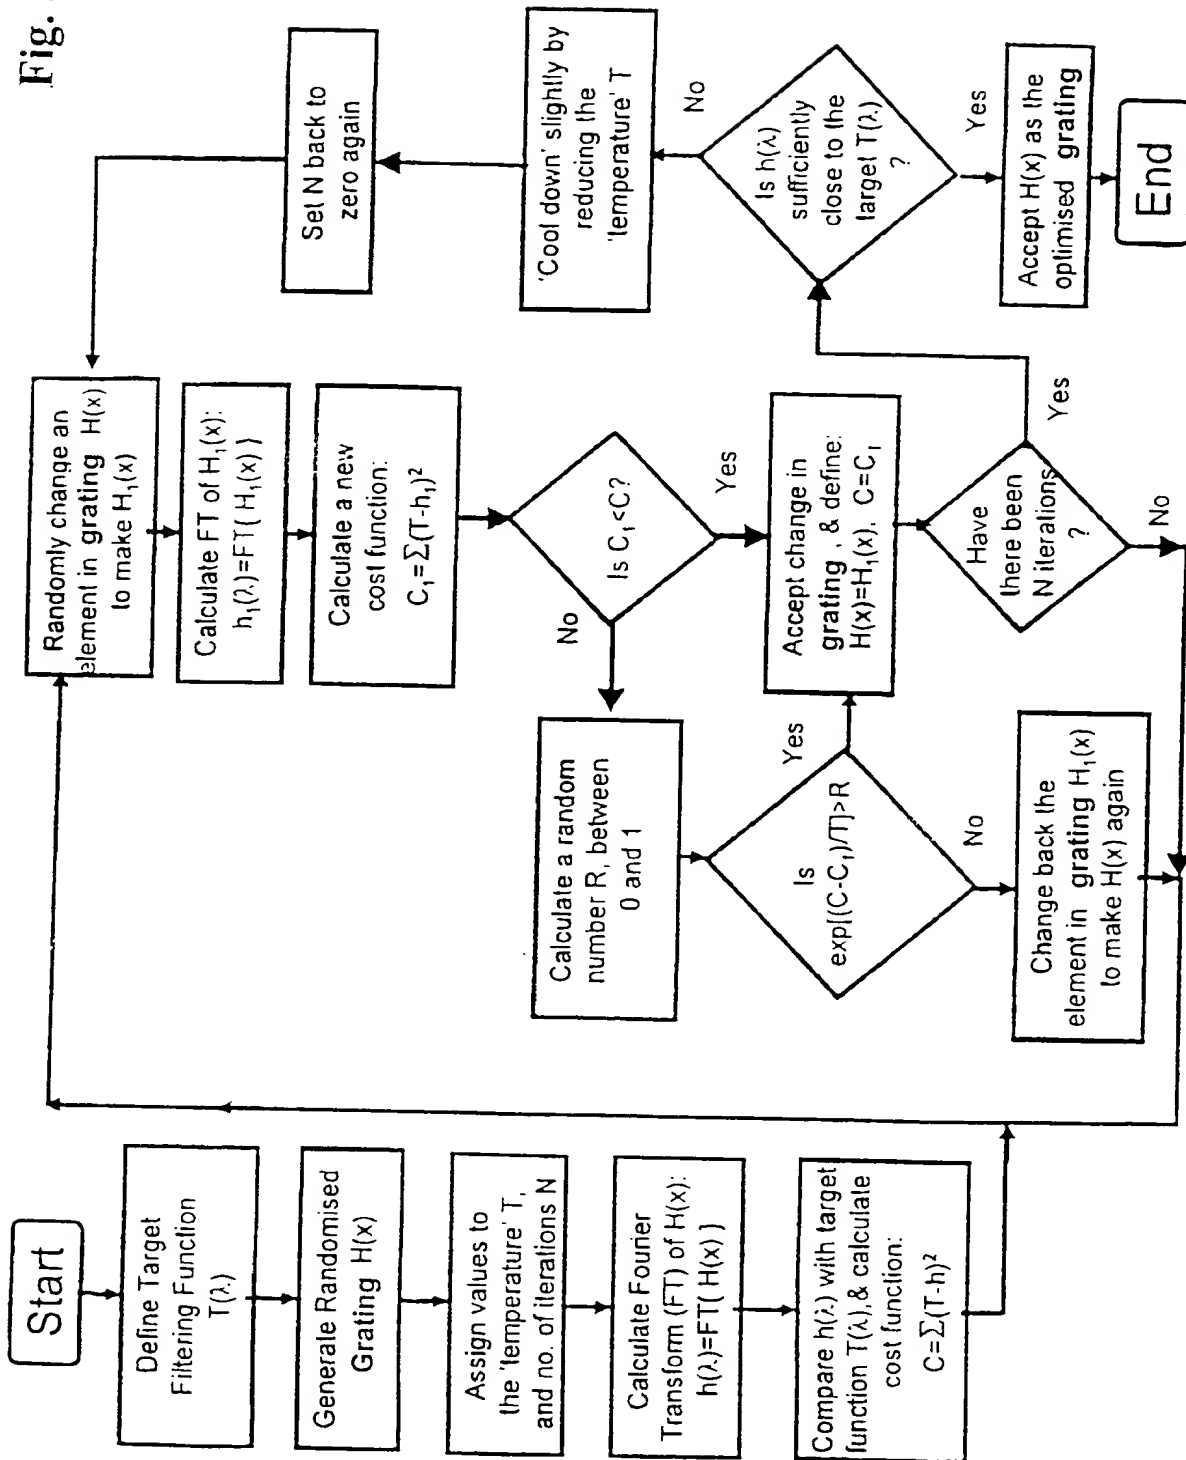 Fig.
Start
Define Target
Filtering Function
T(λ)
Generate Randomised
Grating H(x)
Assign values to
the 'temperature' T,
and no. of iterations N
Calculate Fourier
Transform (FT) of H(x):
h(λ)=FT{H(x)}
Compare h(λ) with target
function T(λ),& calculate
cost function:
C=∑(T-h)²
Randomly change an
element in grating H(x)
to make H₁(x)
Calculate FT of H₁(x):
h₁(λ)=FT{H₁(x)}
Calculate a new
cost function:
C₁=∑(T-h₁)²
Is C₁<C?
No
Yes
Calculate a random
number R, between
0 and 1
Is
exp[(C-C₁)/T]>R
Yes
No
Change back the
element in grating H₁(x)
to make H(x) again
Accept change in
grating, & define:
H(x)=H₁(x), C=C₁
Have
there been
N iterations
?
Yes
No
Set N back to
zero again
'Cool down' slightly by
reducing the
'temperature' T
No
Is h(λ)
sufficiently
close to the
target T(λ)
?
Yes
Accept H(x) as the
optimised grating
End